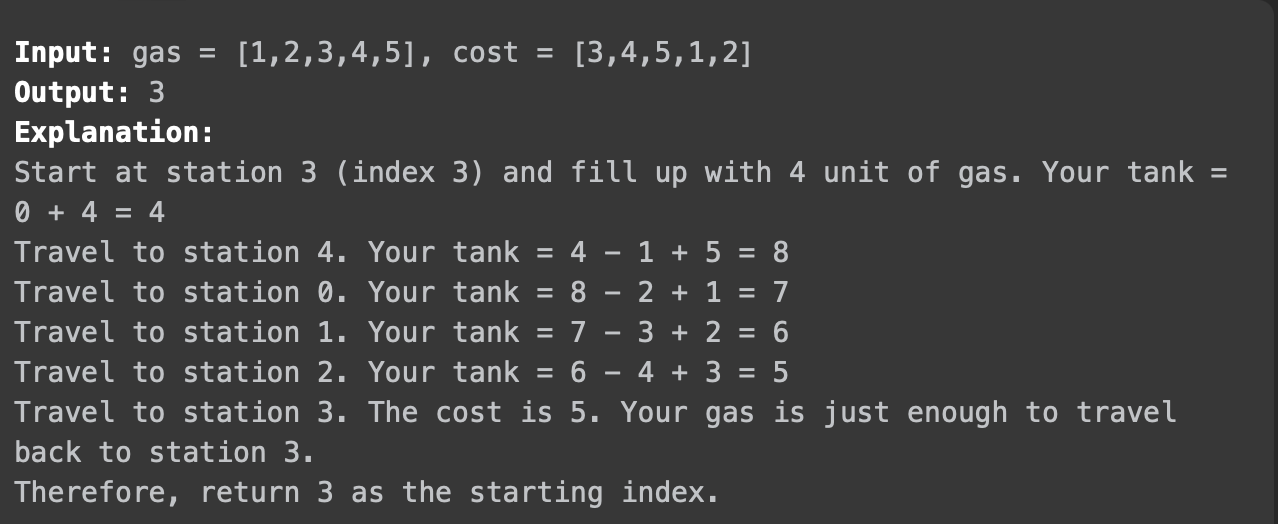 Input: gas = [1,2,3,4,5], cost = [3,4,5,1,2]
Output: 3
Explanation:
Start at station 3 (index 3) and fill up with 4 unit of gas. Your tank =
0 + 4 = 4
Travel to station 4. Your tank = 4 - 1 + 5 = 8
Travel to station 0. Your tank = 8 - 2 + 1 = 7
Travel to station 1. Your tank = 7 - 3 + 2 = 6
Travel to station 2. Your tank = 6 - 4 + 3 = 5
Travel to station 3. The cost is 5. Your gas is just enough to travel
back to station 3.
Therefore, return 3 as the starting index.